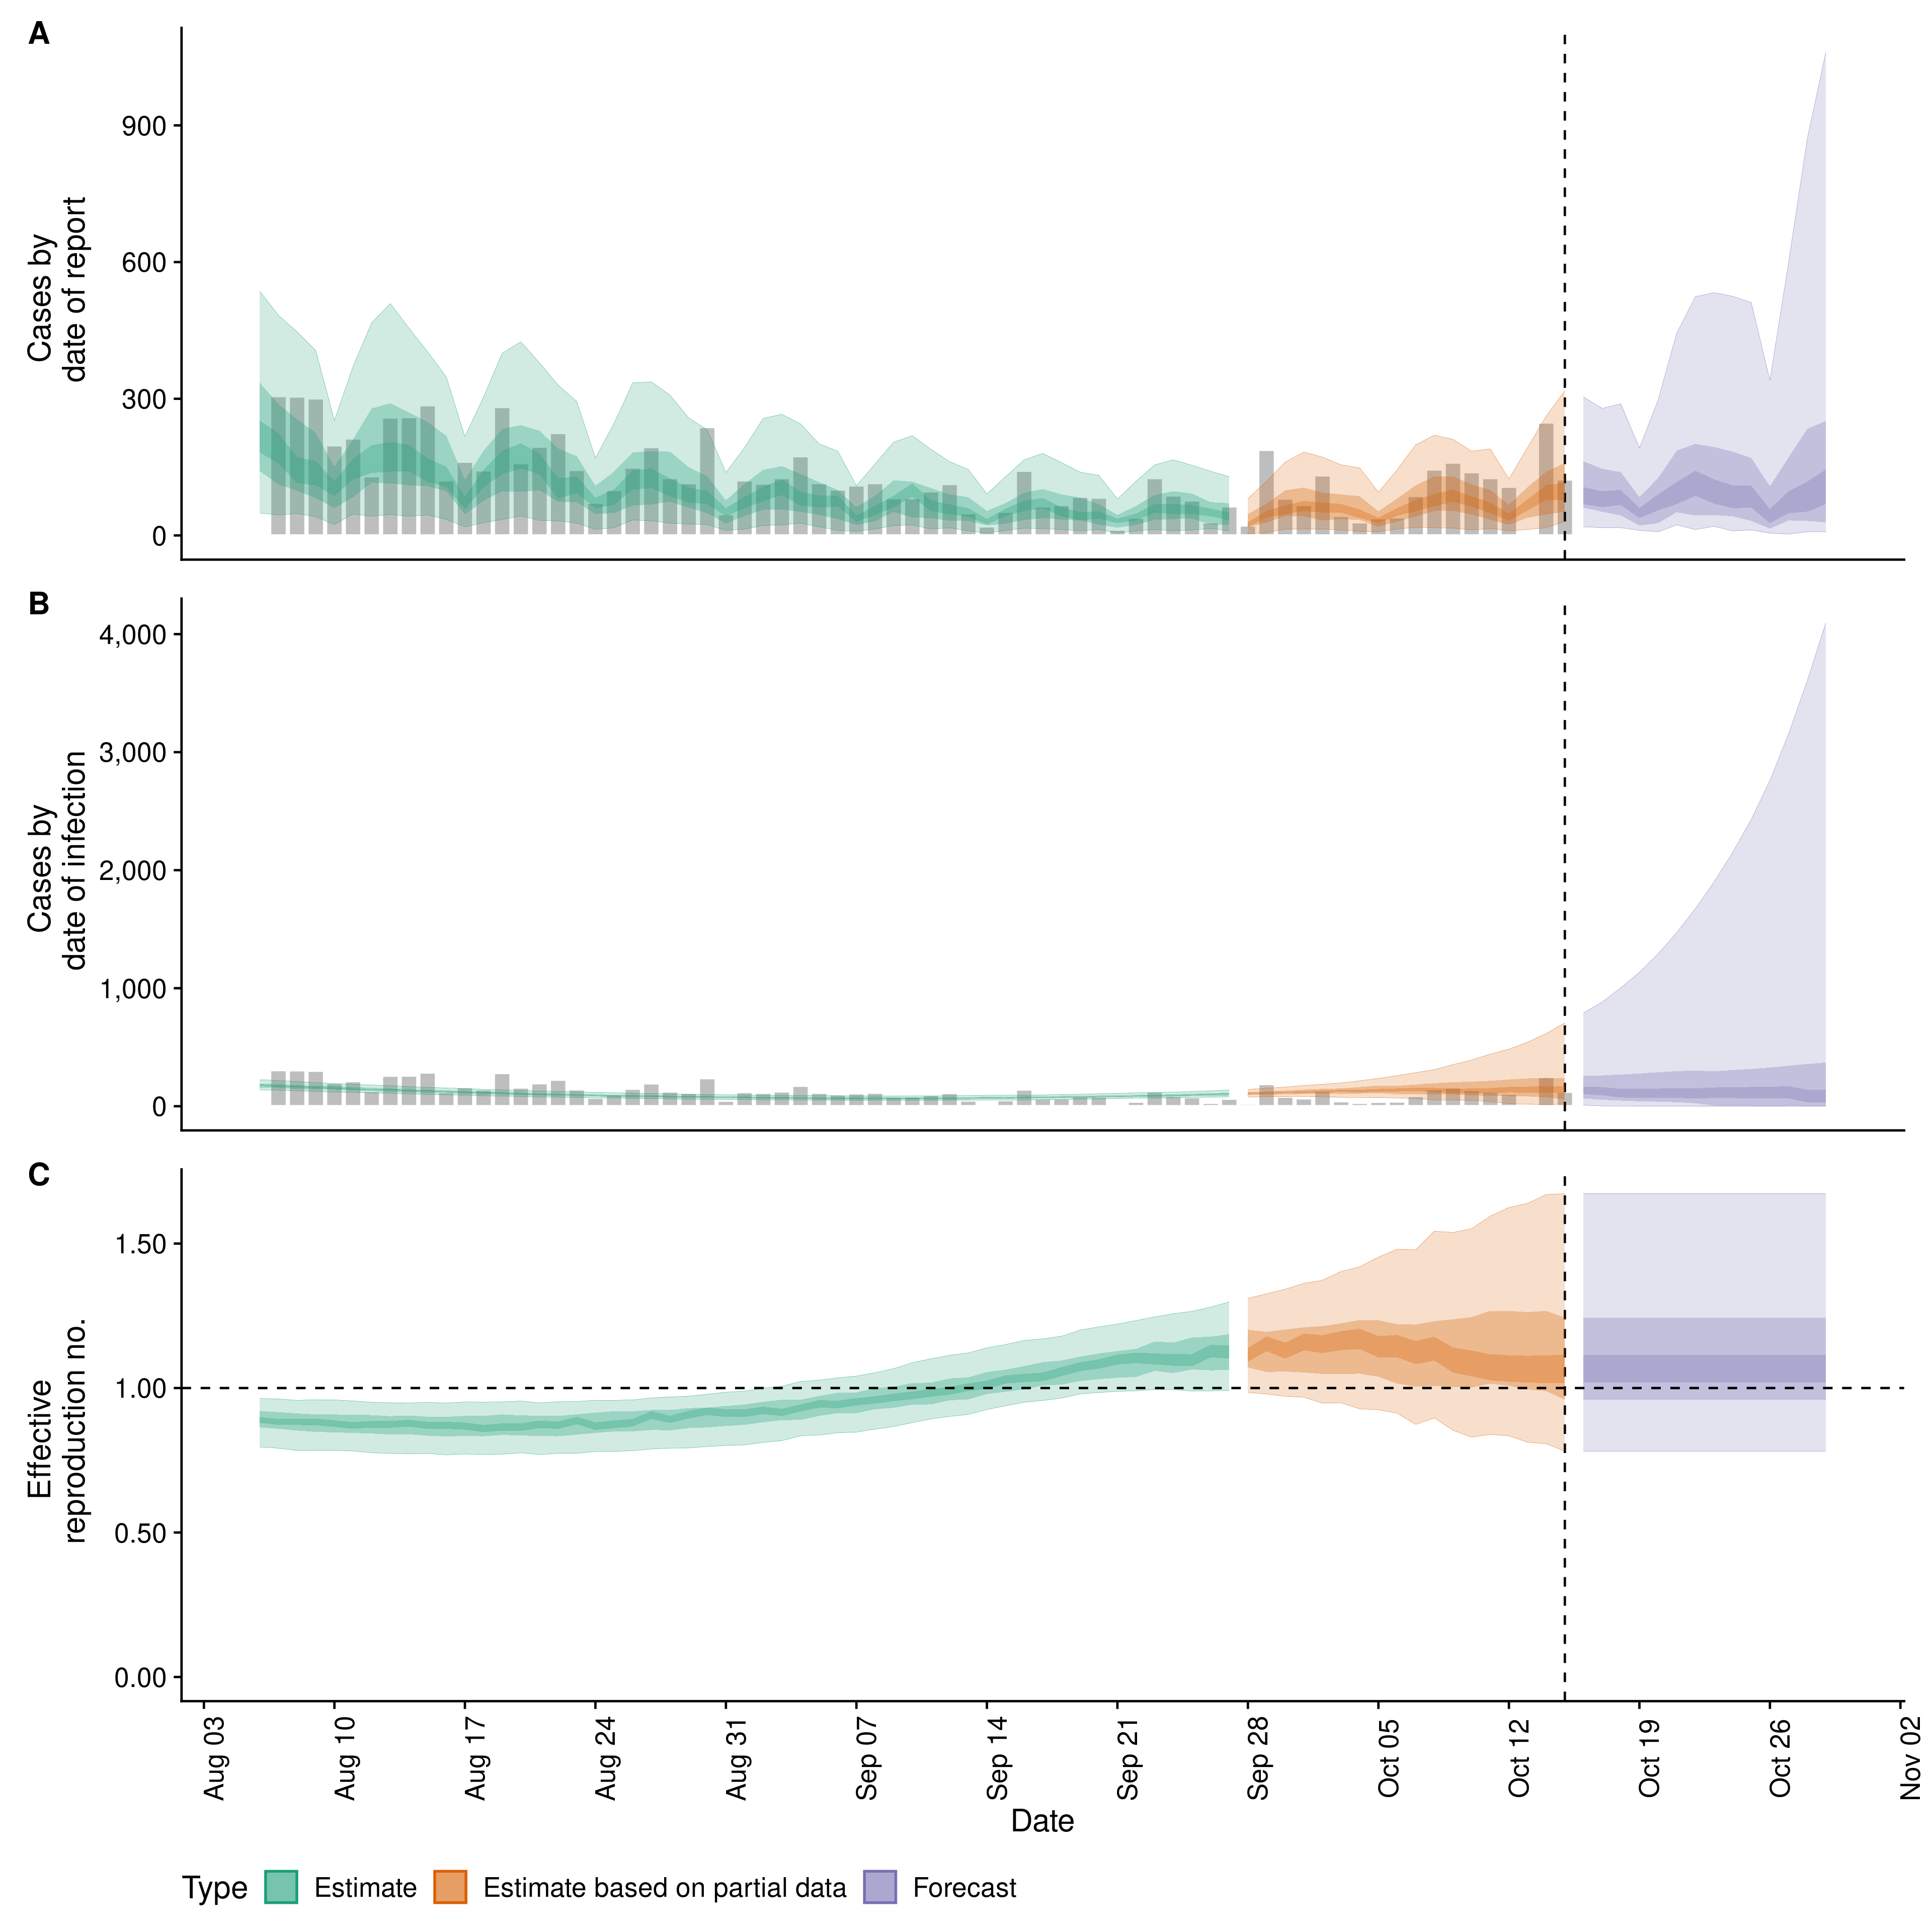 A
Cases by
date of report
900
600
300
0
B
Cases by
date of infection
4,000
3,000
2,000
1,000
0
C
Effective
reproduction no.
1.50
1.00
0.50
0.00
Aug 03
Aug 10
Aug 17
Aug 24
Aug 31
Sep 07
Sep 14
Sep 21
Sep 28
Oct 05
Oct 12
Oct 19
Oct 26
Nov 02
Date
Type Estimate Estimate based on partial data Forecast